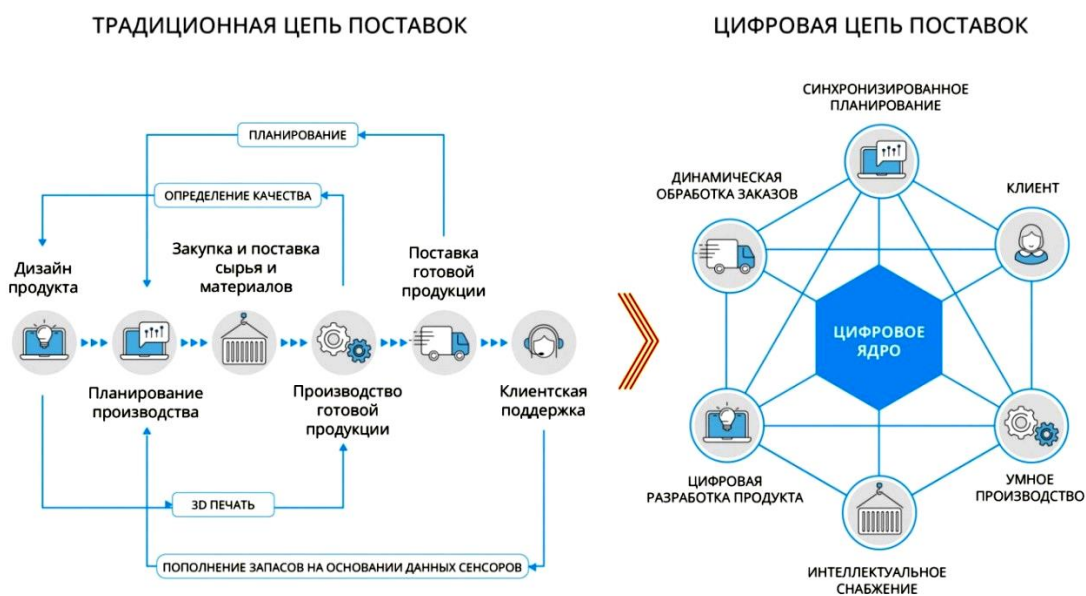 ТРАДИЦИОННАЯ ЦЕПЬ ПОСТАВОК
ПЛАНИРОВАНИЕ
ОПРЕДЕЛЕНИЕ КАЧЕСТВА
Дизайн
продукта
Закупка и поставка
сырья и
материалов
Поставка
готовой
продукции
Планирование
производства
Производство
готовой
продукции
Клиентская
поддержка
3D ПЕЧАТЬ
ПОПОЛНЕНИЕ ЗАПАСОВ НА ОСНОВАНИИ ДАННЫХ СЕНСОРОВ
ЦИФРОВАЯ ЦЕПЬ ПОСТАВОК
СИНХРОНИЗИРОВАННОЕ
ПЛАНИРОВАНИЕ
ДИНАМИЧЕСКАЯ
ОБРАБОТКА ЗАКАЗОВ
КЛИЕНТ
ЦИФРОВОЕ
ЯДРО
ЦИФРОВАЯ
РАЗРАБОТКА ПРОДУКТА
УМНОЕ
ПРОИЗВОДСТВО
ИНТЕЛЛЕКТУАЛЬНОЕ
СНАБЖЕНИЕ